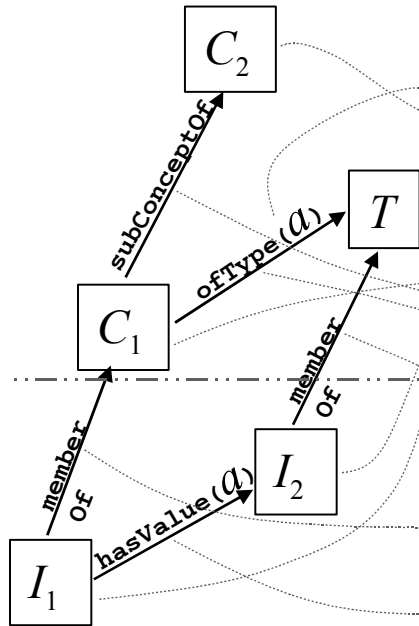 C2
subConceptOf
T
ofType(a)
C1
member
Of
member
Of
I2
hasValue(a)
I1